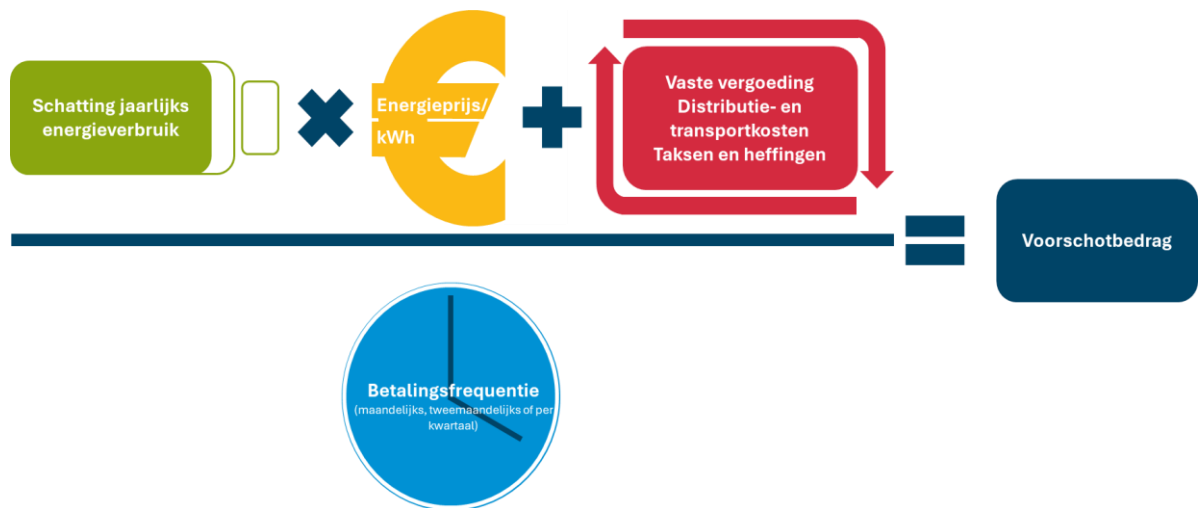 Schatting jaarlijks
energieverbruik
Energieprijs/
kWh
Vaste vergoeding
Distributie- en
transportkosten
Taksen en heffingen
Voorschotbedrag
Betalingsfrequentie
(maandelijks, tweemaandelijks of per
kwartaal)